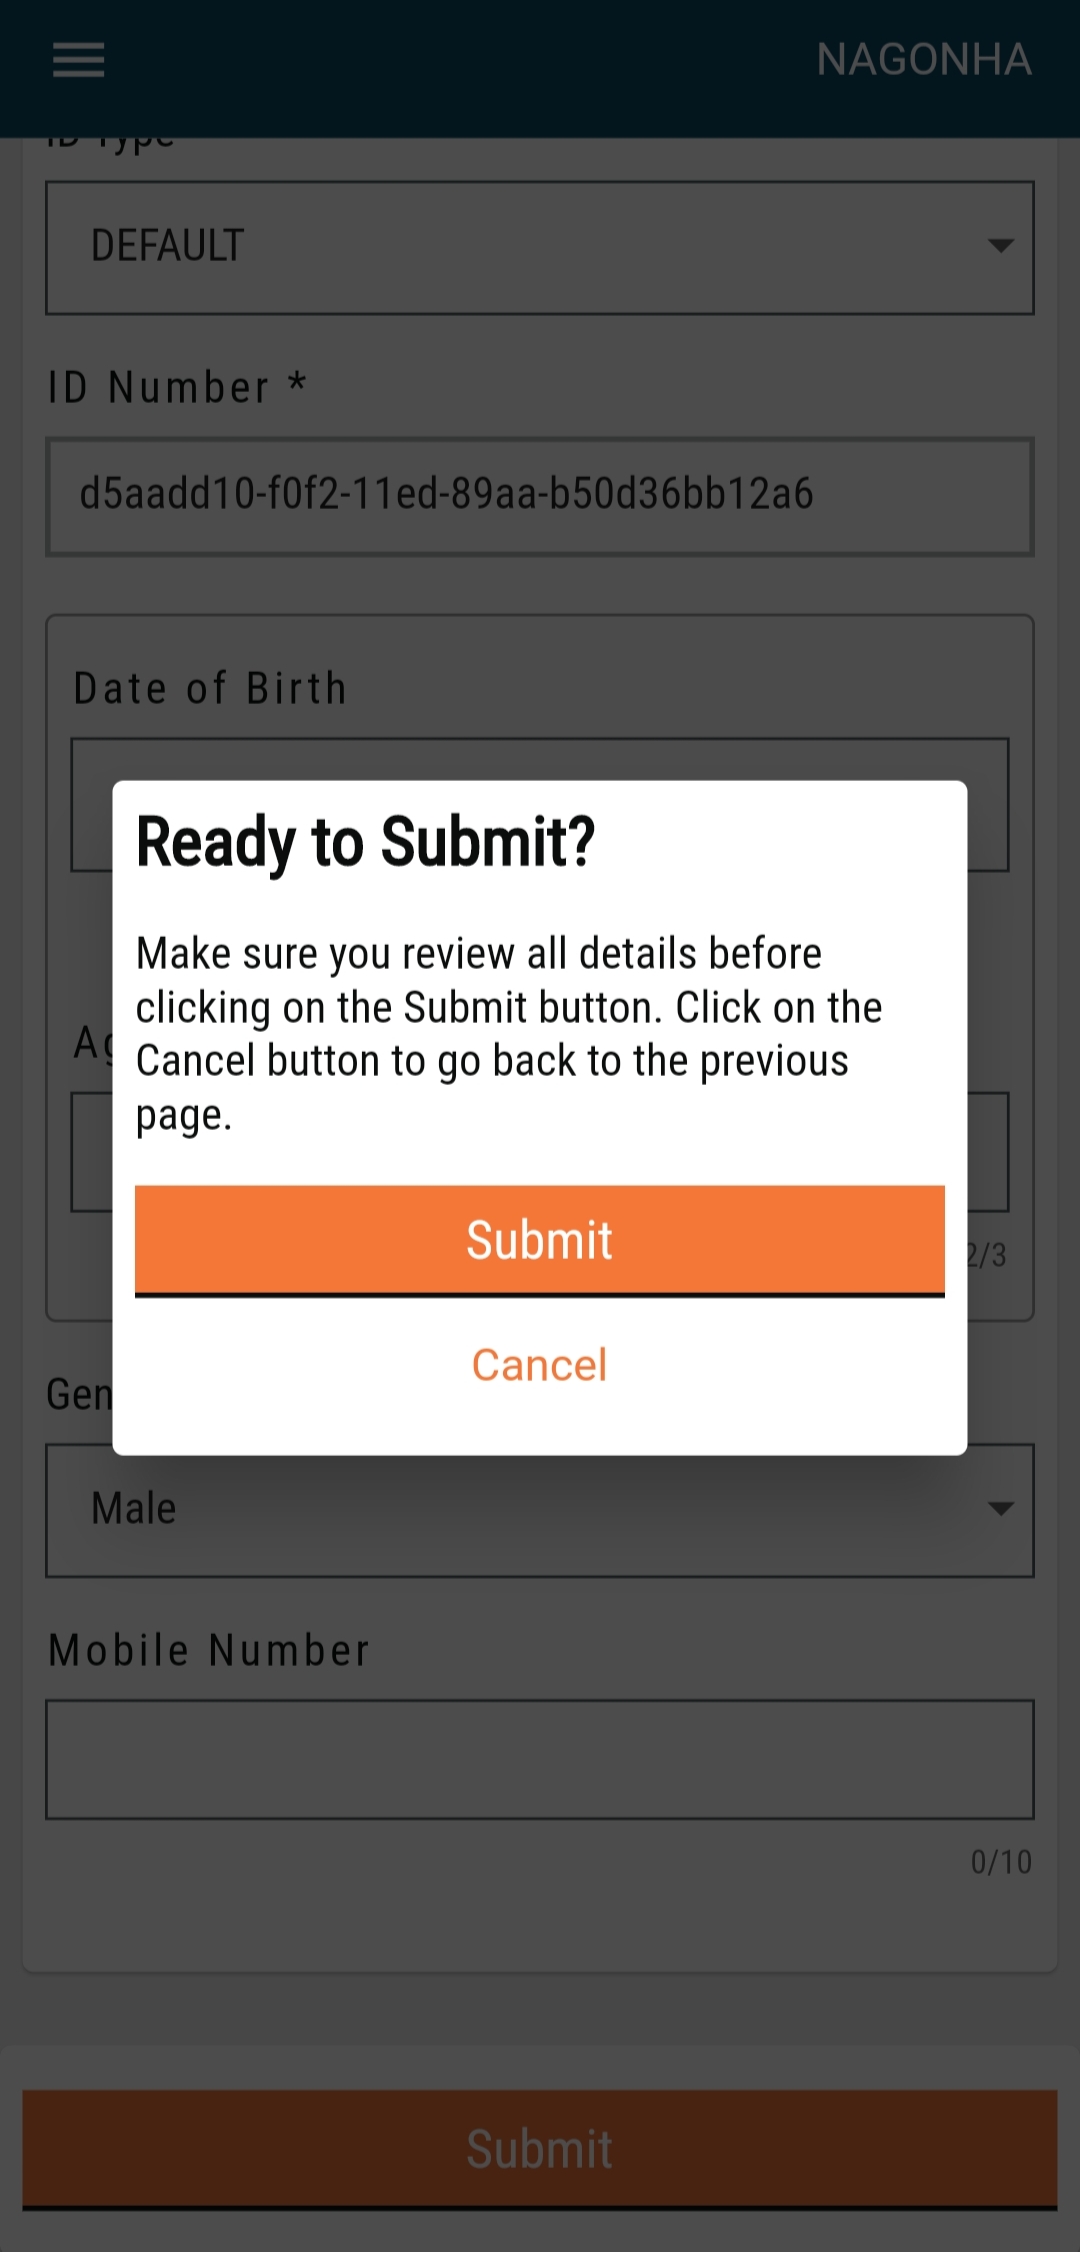 NAGONHA
ID Type
DEFAULT
ID Number *
d5aadd10-f0f2-11ed-89aa-b50d36bb12a6
Date of Birth
Ready to Submit?
Make sure you review all details before
clicking on the Submit button. Click on the
Cancel button to go back to the previous
page.
Submit
2/3
Cancel
Gen
Male
Mobile Number
0/10
Submit